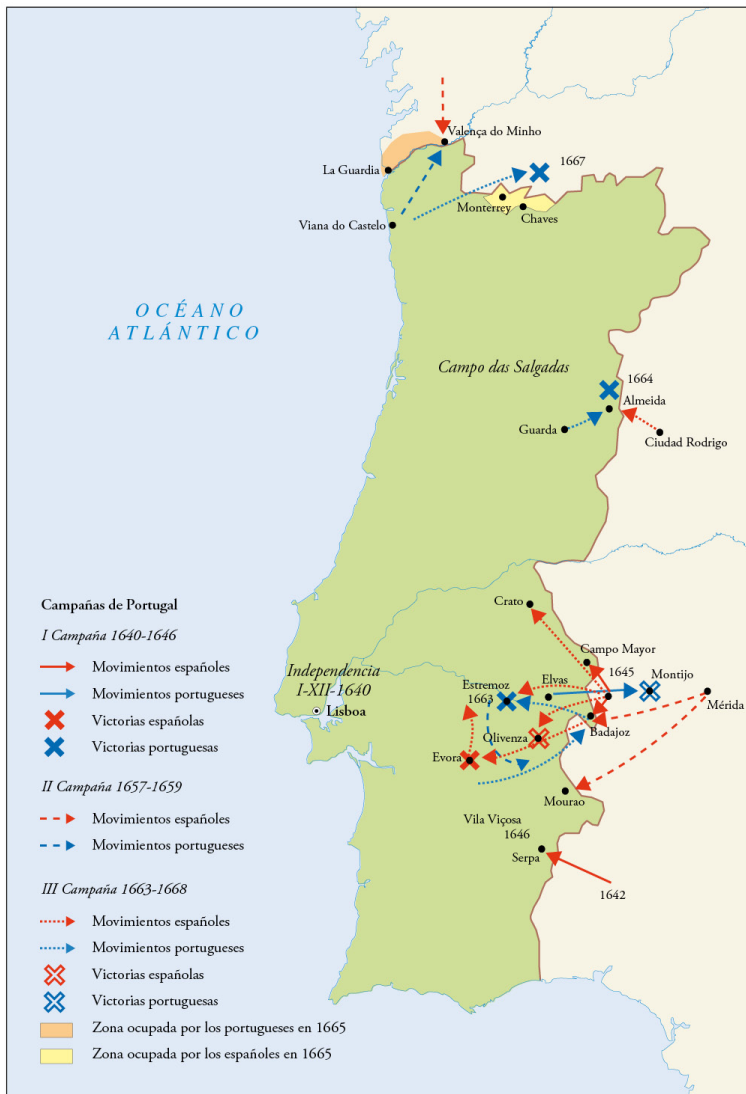 Valença do Minho
La Guardia
1667
Monterrey
Chaves
Viana do Castelo
OCÉANO
ATLÁNTICO
Campo das Salgadas
1664
Almeida
Guarda
Ciudad Rodrigo
Crato
Campo Mayor
1645
Independencia
I-XII-1640
Lisboa
Estremoz
1663
Elvas
Montijo
Mérida
Badajoz
Olivenza
Evora
Mourao
Vila Viçosa
1646
Serpa
1642
Campañas de Portugal
I Campaña 1640-1646
Movimientos españoles
Movimientos portugueses
Victorias españolas
Victorias portuguesas
II Campaña 1657-1659
Movimientos españoles
Movimientos portugueses
III Campaña 1663-1668
Movimientos españoles
Movimientos portugueses
Victorias españolas
Victorias portuguesas
Zona ocupada por los portugueses en 1665
Zona ocupada por los españoles en 1665